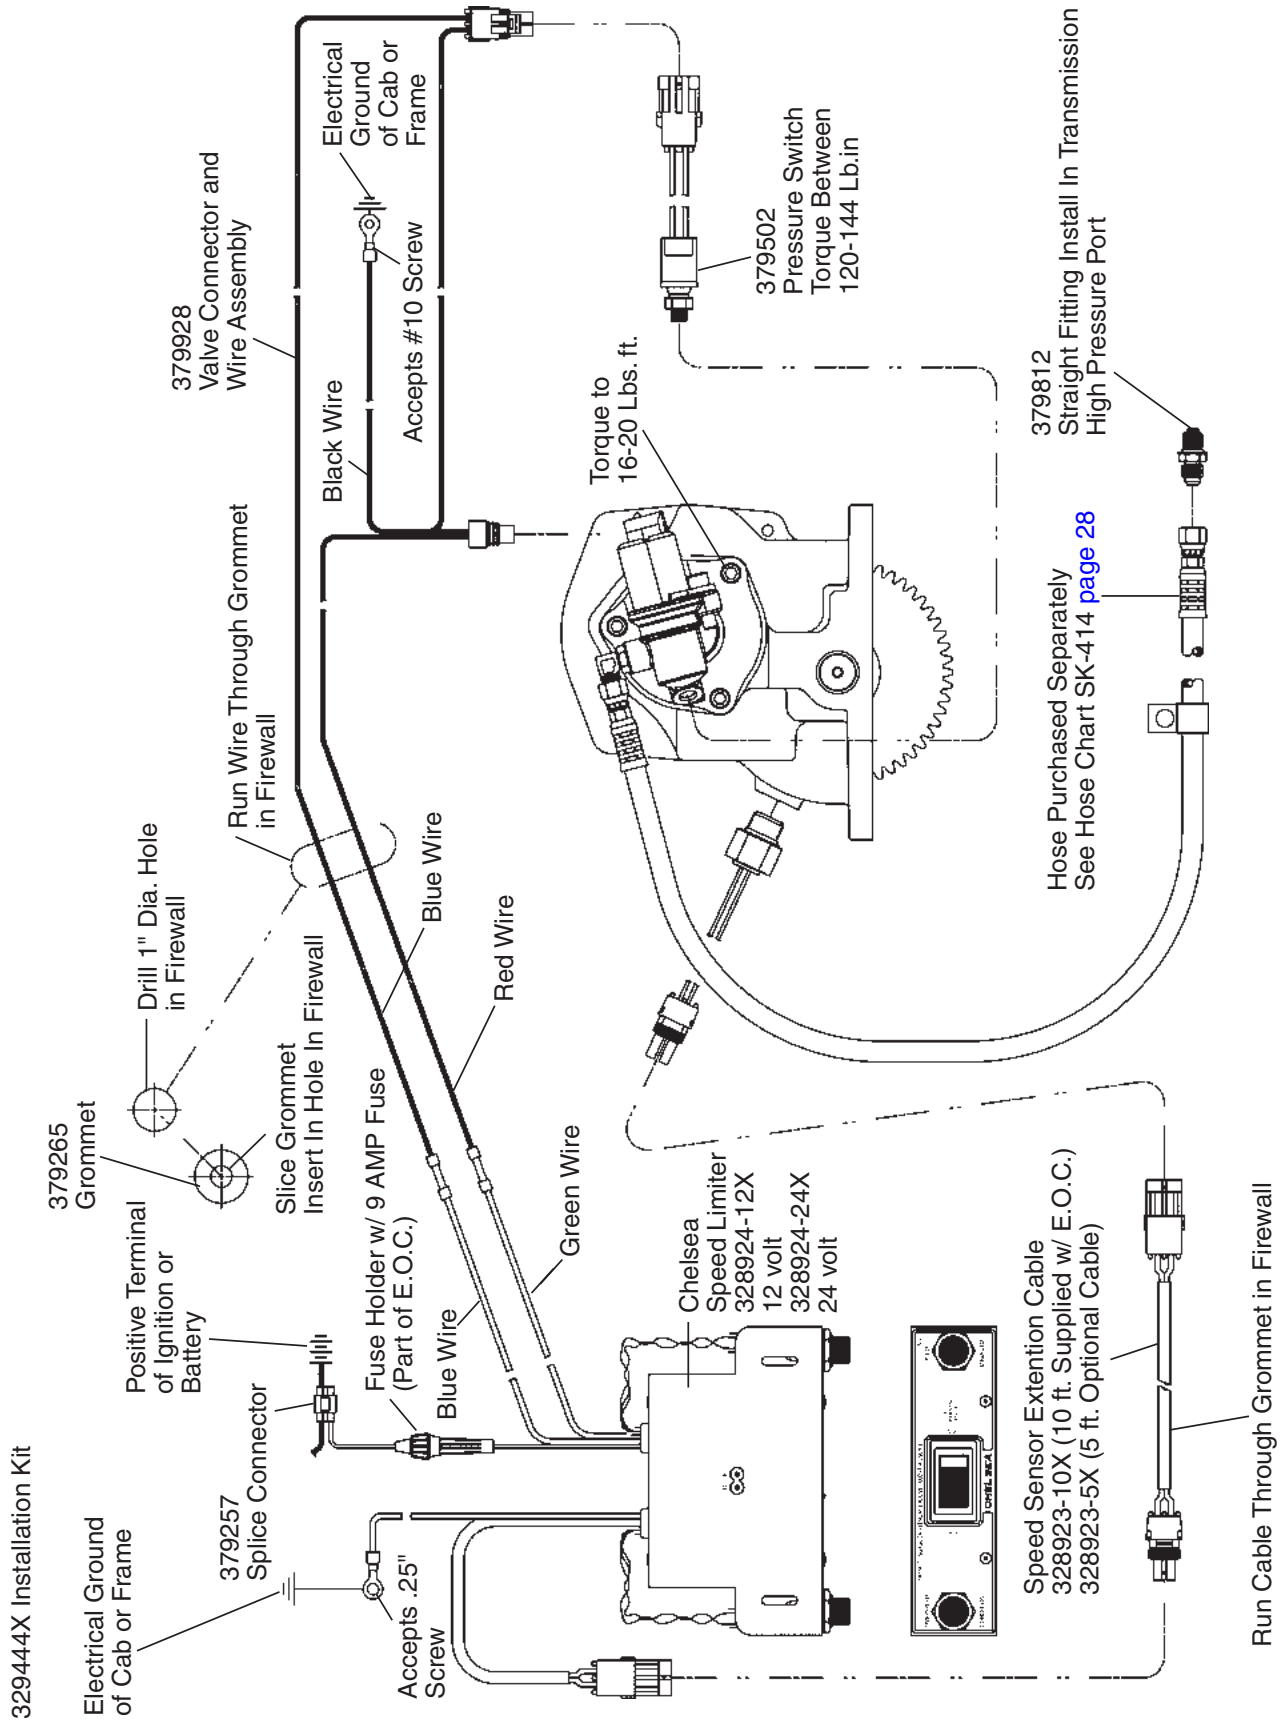 329444X Installation Kit
Electrical Ground
of Cab or Frame
379257
Splice Connector
Accepts .25"
Screw
Positive Terminal
of Ignition or
Battery
Fuse Holder w/ 9 AMP Fuse
(Part of E.O.C.)
Blue Wire
379265
Grommet
Slice Grommet
Insert In Hole In Firewall
Drill 1" Dia. Hole
in Firewall
Run Wire Through Grommet
in Firewall
Blue Wire
Red Wire
Green Wire
379928
Valve Connector and
Wire Assembly
Black Wire
Electrical
Ground
of Cab or
Frame
Accepts #10 Screw
Torque to
16-20 Lbs. ft.
379502
Pressure Switch
Torque Between
120-144 Lb.in
Chelsea
Speed Limiter
328924-12X
12 volt
328924-24X
24 volt
CHELSEA
379812
Straight Fitting Install In Transmission
High Pressure Port
Hose Purchased Separately
See Hose Chart SK-414 page 28
Speed Sensor Extention Cable
328923-10X (10 ft. Supplied w/ E.O.C.)
328923-5X (5 ft. Optional Cable)
Run Cable Through Grommet in Firewall